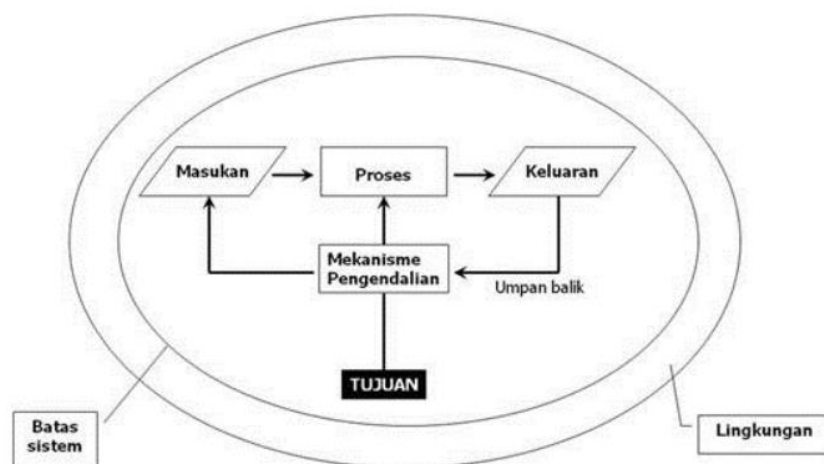 Masukan
Proses
Keluaran
Mekanisme
Pengendalian
Umpan balik
TUJUAN
Batas
sistem
Lingkungan